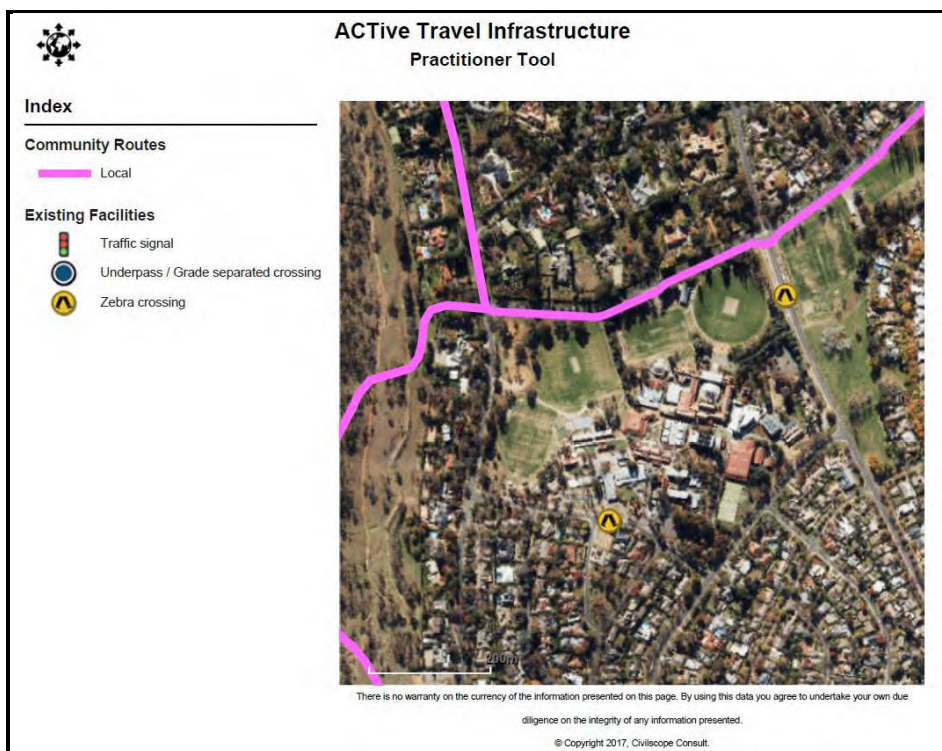 ACTive Travel Infrastructure
Practitioner Tool
Index
Community Routes
Local
Existing Facilities
Traffic signal
Underpass / Grade separated crossing
Zebra crossing
200m
There is no warranty on the currency of the information presented on this page. By using this data you agree to undertake your own due
diligence on the integrity of any information presented.
© Copyright 2017, Civilscope Consult.